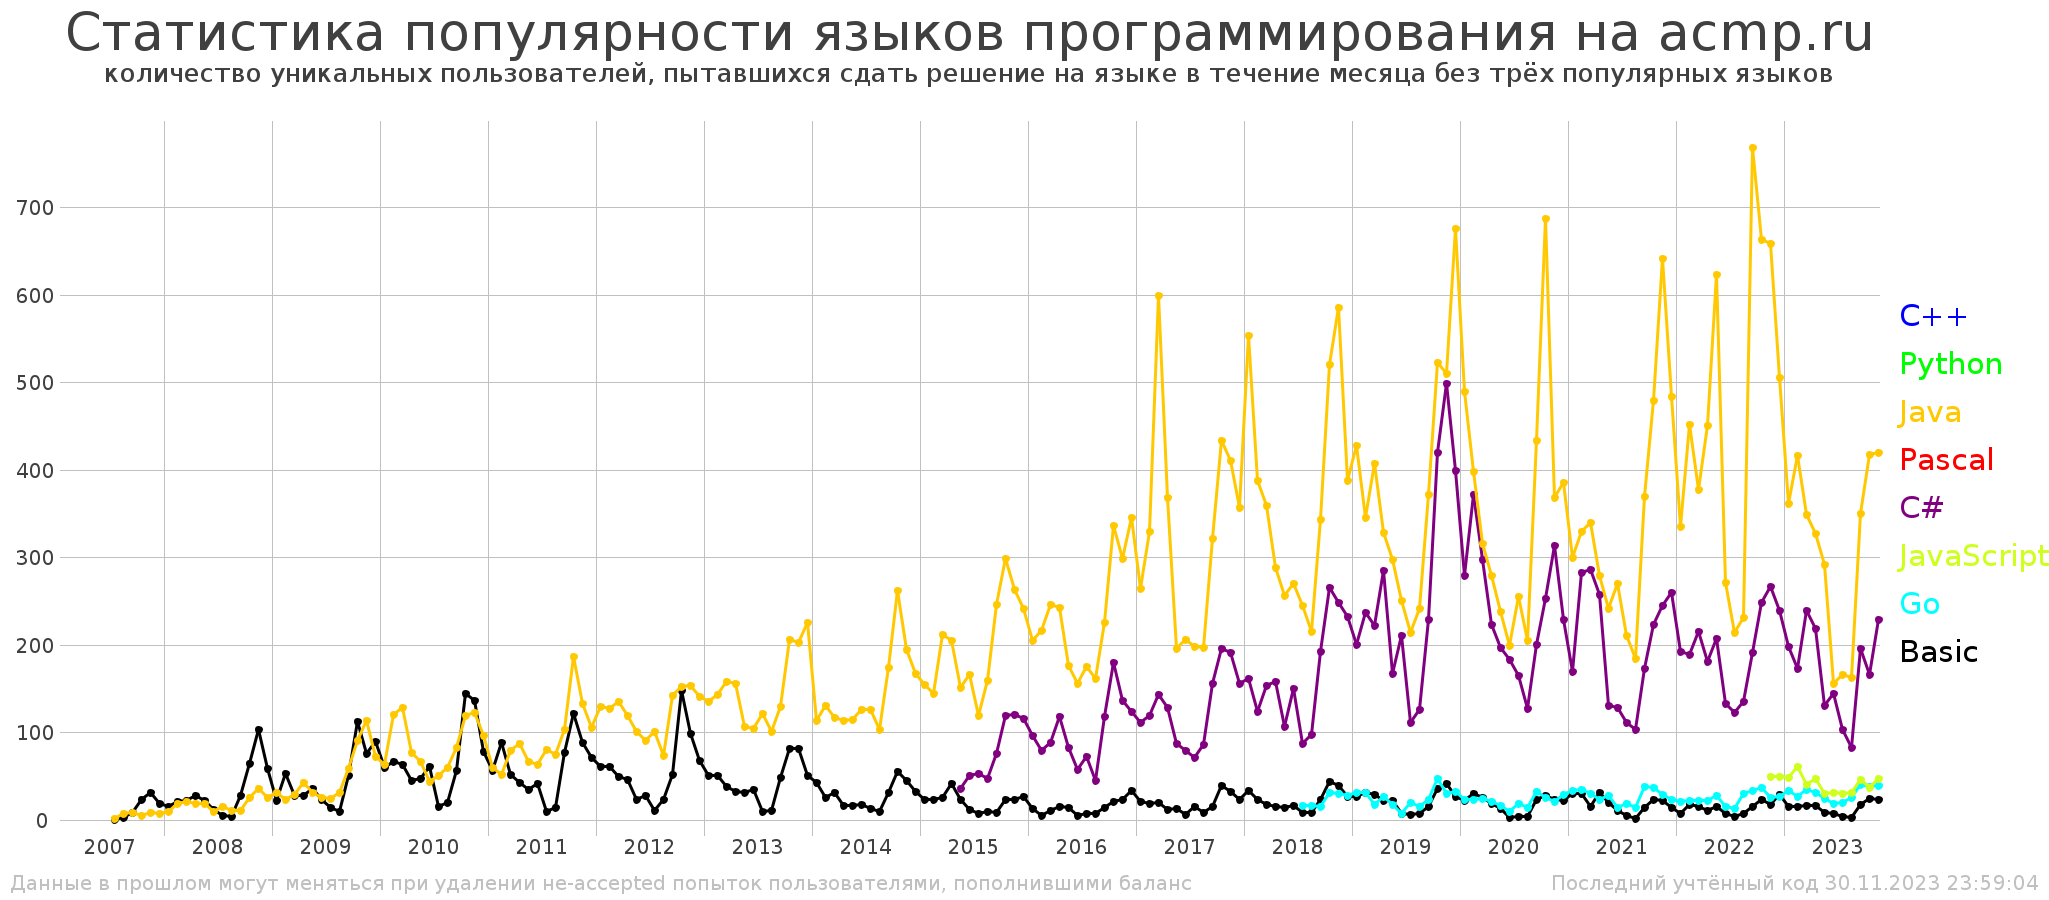 Статистика популярности языков программирования на acmp.ru
количество уникальных пользователей, пытавшихся сдать решение на языке в течение месяца без трёх популярных языков
700
600
500
400
300
200
100
0
C++
Python
Java
Pascal
C#
JavaScript
Go
Basic
2007 2008 2009 2010 2011 2012 2013 2014 2015 2016 2017 2018 2019 2020 2021 2022 2023
Данные в прошлом могут меняться при удалении не-accepted попыток пользователями, пополнившими баланс
Последний учтённый код 30.11.2023 23:59:04